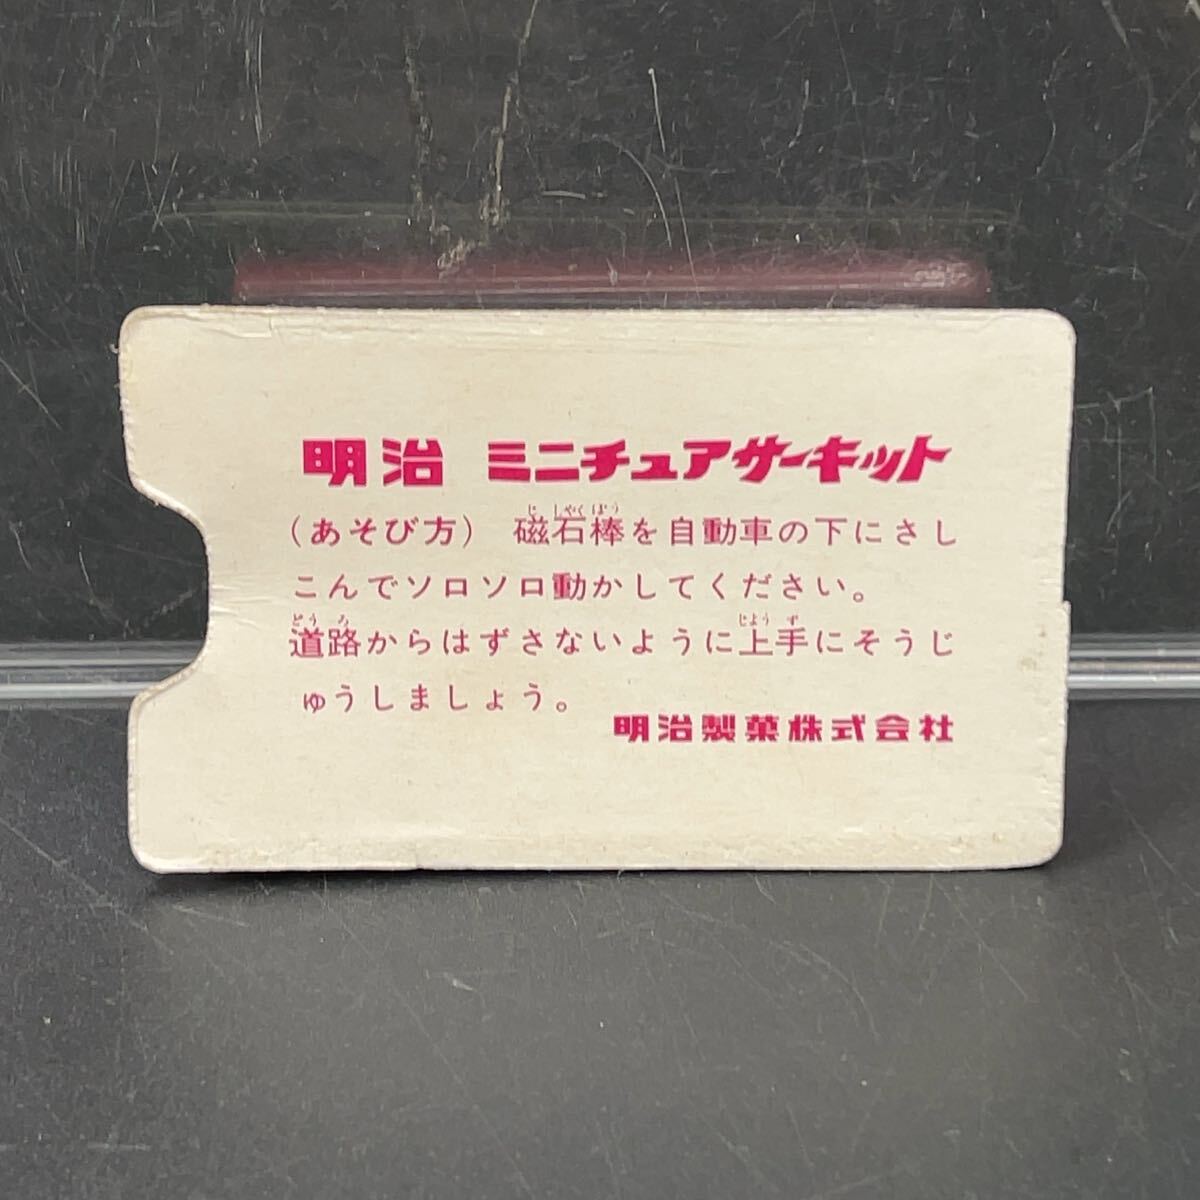 明治 ミニチュアサーキット
(あそび方) 磁石棒を自動車の下にさし
こんでソロソロ動かしてください。
道路からはずさないように上手にそうじ
ゅうしましょう。
明治製菓株式会社